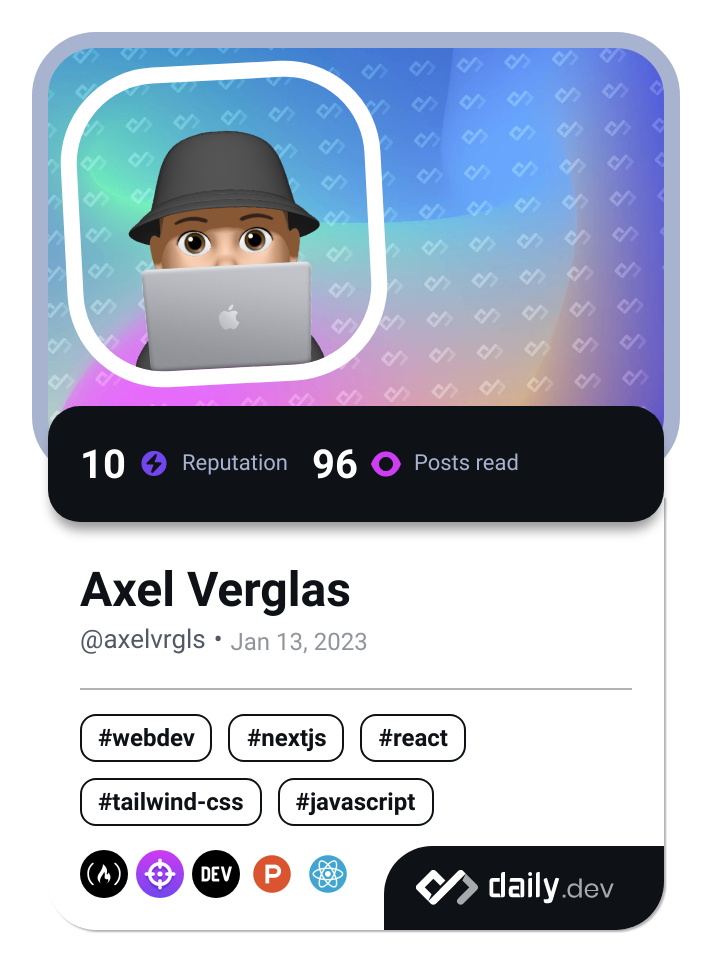 10 Reputation 96 Posts read
Axel Verglas
@axelvrgls • Jan 13, 2023
#webdev #nextjs #react
#tailwind-css #javascript
DEV P
daily.dev